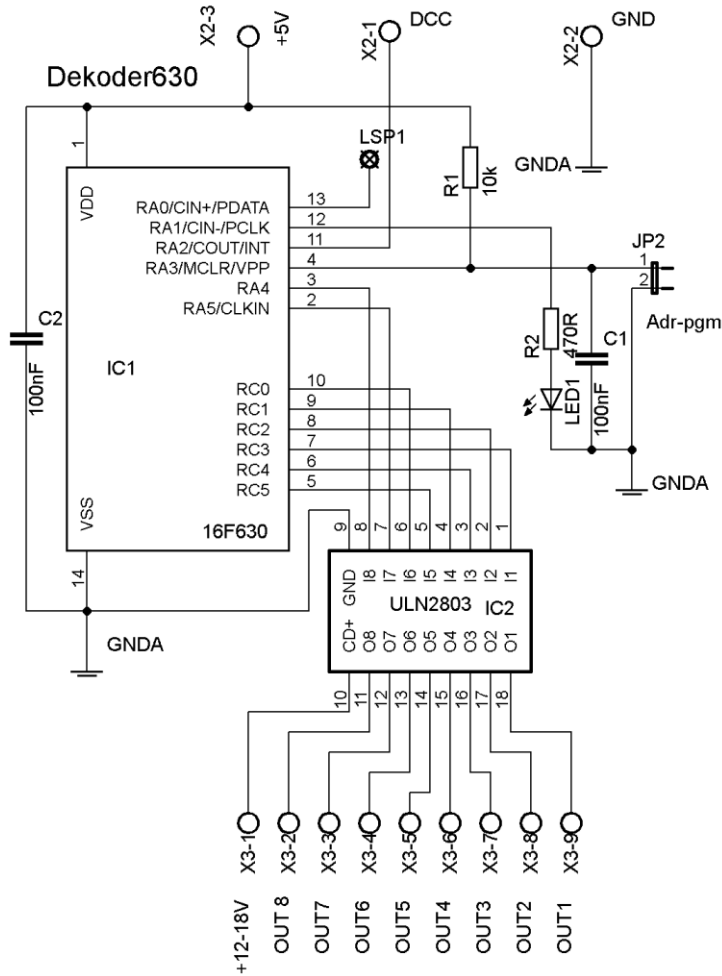 X2-3
+5V
X2-1
DCC
X2-2
GND
Dekoder630
LSP1
GNDA
1
VDD
R1
10k
RA0/CIN+/PDATA
13
RA1/CIN-/PCLK
12
RA2/COUT/INT
11
RA3/MCLR/VPP
4
RA4
3
RA5/CLKIN
2
JP2
1
2
Adr-pgm
C2
100nF
IC1
R2
470R
C1
100nF
LED1
RC0
10
RC1
9
RC2
8
RC3
7
RC4
6
RC5
5
GNDA
VSS
16F630
14
9
8
7
6
5
4
3
2
1
GND
I8
I7
I6
I5
I4
I3
I2
I1
ULN2803
IC2
CD+
O8
O7
O6
O5
O4
O3
O2
O1
GNDA
10
11
12
13
14
15
16
17
18
X3-1
X3-2
X3-3
X3-4
X3-5
X3-6
X3-7
X3-8
X3-9
+12-18V
OUT8
OUT7
OUT6
OUT5
OUT4
OUT3
OUT2
OUT1